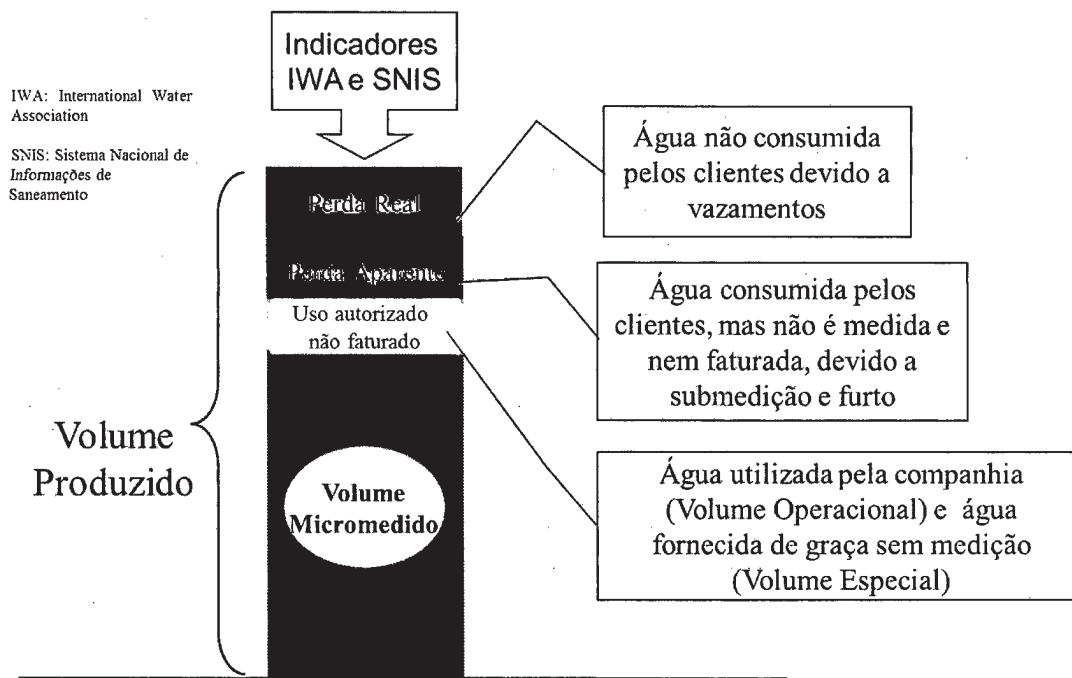 Indicadores
IWA e SNIS
IWA: International Water
Association
SNIS: Sistema Nacional de
Informações de
Saneamento
Perda Real
Perda Aparente
Uso autorizado
não faturado
Volume
Produzido
Volume
Micromedido
Água não consumida
pelos clientes devido a
vazamentos
Água consumida pelos
clientes, mas não é medida e
nem faturada, devido a
submedição e furto
Água utilizada pela companhia
(Volume Operacional) e água
fornecida de graça sem medição
(Volume Especial)